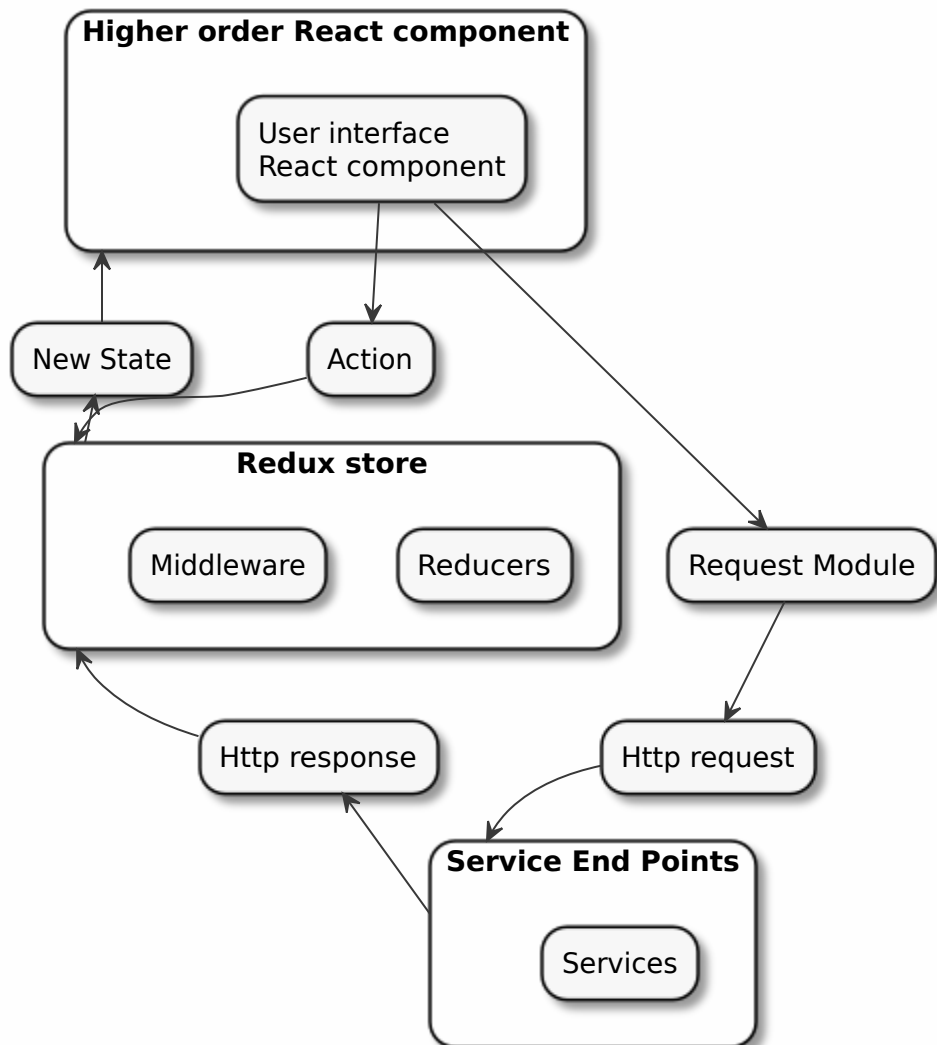 Higher order React component
User interface
React component
New State
Action
Redux store
Middleware
Reducers
Request Module
Http response
Http request
Service End Points
Services